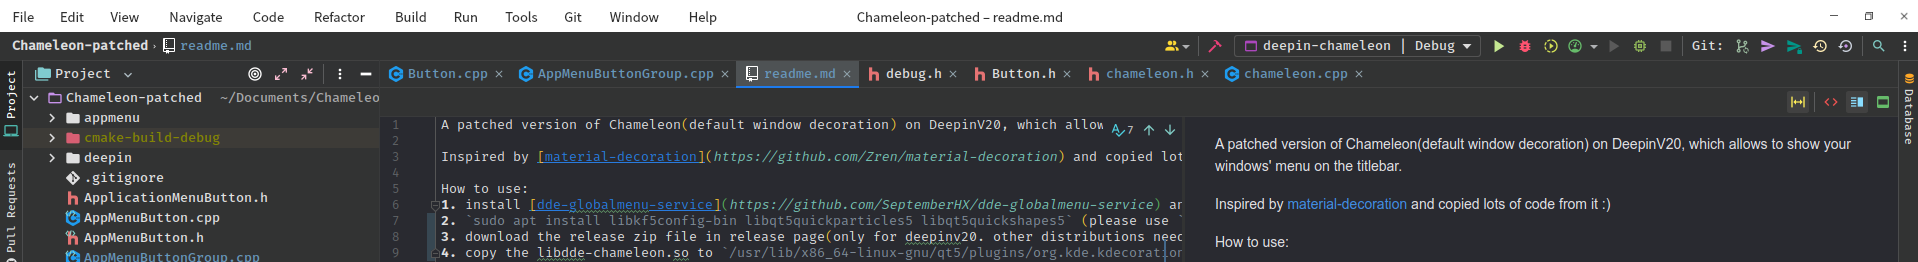 File Edit View Navigate Code Refactor Build Run Tools Git Window Help Chameleon-patched – readme.md
Chameleon-patched › readme.md deepin-chameleon | Debug Git:
Project
Pull Requests
Database
Project Button.cpp AppMenuButtonGroup.cpp readme.md debug.h Button.h chameleon.h chameleon.cpp
Chameleon-patched ~/Documents/Chameleo
appmenu
cmake-build-debug
deepin
.gitignore
ApplicationMenuButton.h
AppMenuButton.cpp
AppMenuButton.h
AppMenuButtonGroup.cpp
7
1 A patched version of Chameleon(default window decoration) on DeepinV20, which allow
2
3 Inspired by [material-decoration](https://github.com/Zren/material-decoration) and copied lot
4
5 How to use:
6 1. install [dde-globalmenu-service](https://github.com/SeptemberHX/dde-globalmenu-service) an
7 2. `sudo apt install libkf5config-bin libqt5quickparticles5 libqt5quickshapes5` (please use `
8 3. download the release zip file in release page(only for deepinv20. other distributions need
9 4. copy the libdde-chameleon.so to `/usr/lib/x86_64-linux-gnu/qt5/plugins/org.kde.kdecoration
A patched version of Chameleon(default window decoration) on DeepinV20, which allows to show your
windows' menu on the titlebar.
Inspired by material-decoration and copied lots of code from it :)
How to use: